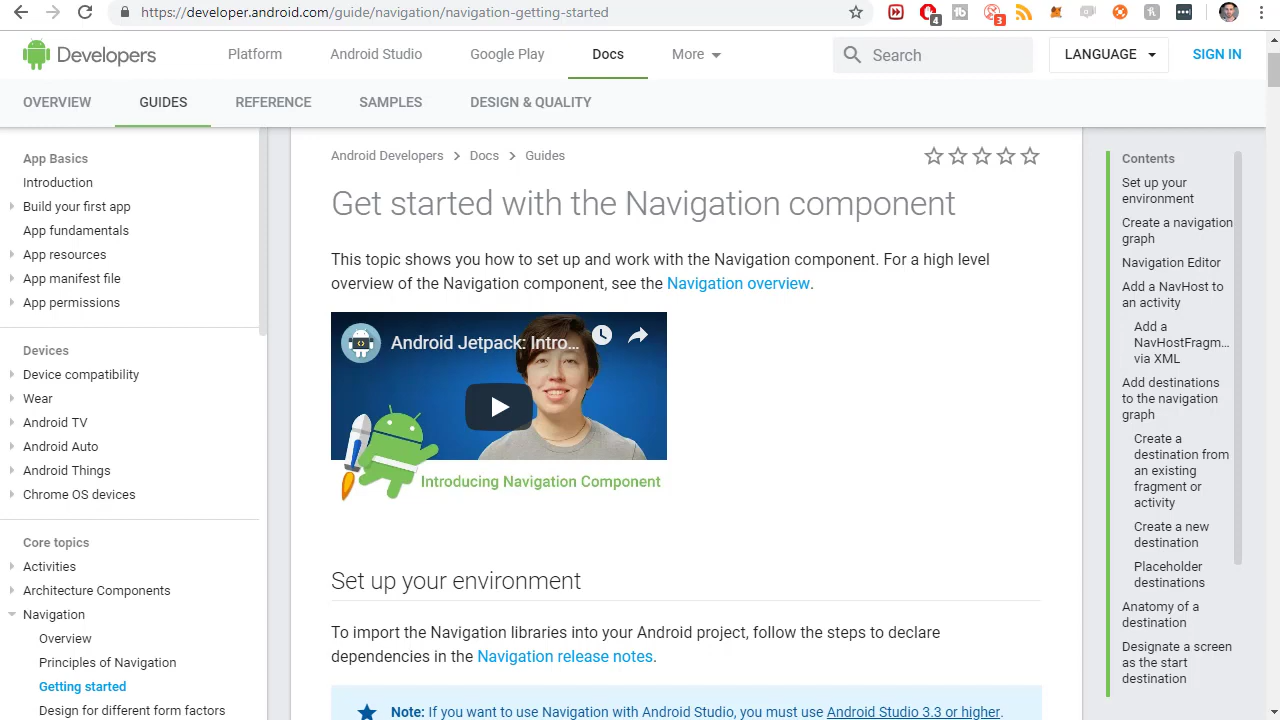 https://developer.android.com/guide/navigation/navigation-getting-started
4
3
Developers
Platform
Android Studio
Google Play
Docs
More
Search
LANGUAGE
SIGN IN
OVERVIEW
GUIDES
REFERENCE
SAMPLES
DESIGN & QUALITY
App Basics
Introduction
Build your first app
App fundamentals
App resources
App manifest file
App permissions
Devices
Device compatibility
Wear
Android TV
Android Auto
Android Things
Chrome OS devices
Core topics
Activities
Architecture Components
Navigation
Overview
Principles of Navigation
Getting started
Design for different form factors
Android Developers > Docs > Guides
Get started with the Navigation component
This topic shows you how to set up and work with the Navigation component. For a high level
overview of the Navigation component, see the Navigation overview.
Android Jetpack: Intro...
Introducing Navigation Component
Set up your environment
To import the Navigation libraries into your Android project, follow the steps to declare
dependencies in the Navigation release notes.
Note: If you want to use Navigation with Android Studio, you must use Android Studio 3.3 or higher.
Contents
Set up your
environment
Create a navigation
graph
Navigation Editor
Add a NavHost to
an activity
Add a
NavHostFragm...
via XML
Add destinations
to the navigation
graph
Create a
destination from
an existing
fragment or
activity
Create a new
destination
Placeholder
destinations
Anatomy of a
destination
Designate a screen
as the start
destination